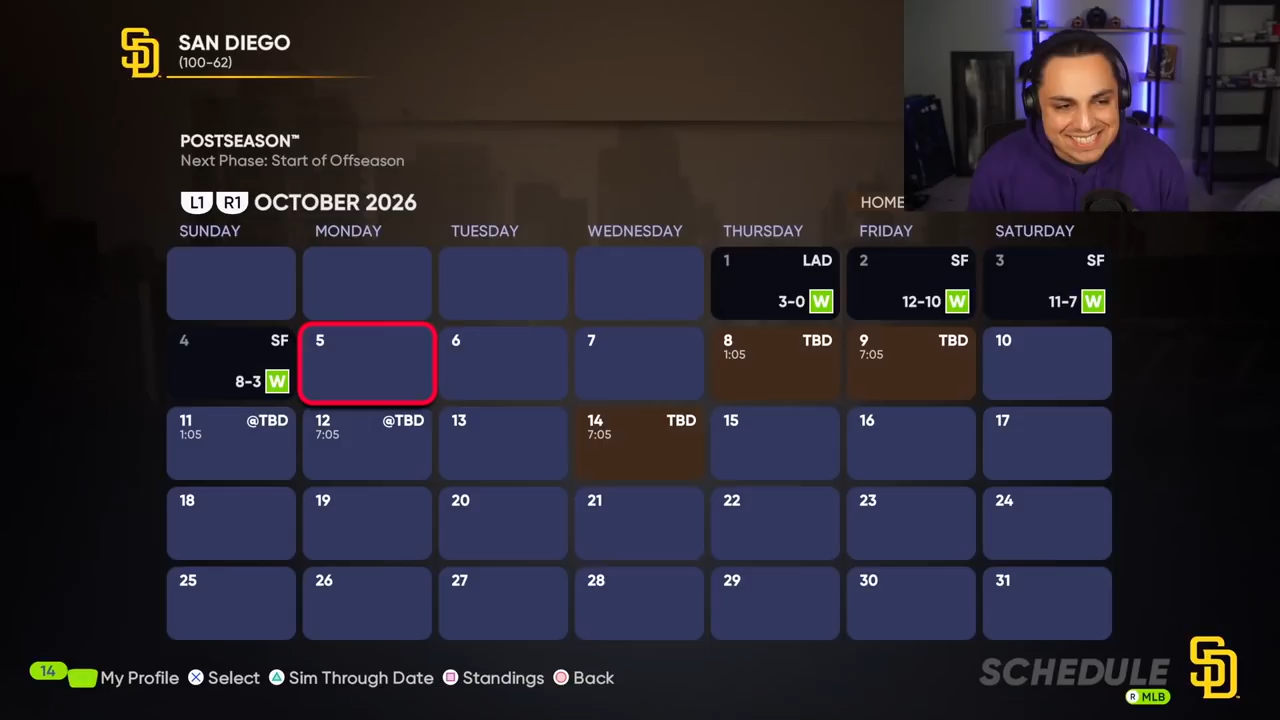 SD
SAN DIEGO
(100-62)
POSTSEASON™
Next Phase: Start of Offseason
L1 R1 OCTOBER 2026
HOME
SUNDAY MONDAY TUESDAY WEDNESDAY THURSDAY FRIDAY SATURDAY
1 LAD 2 SF 3 SF
3-0 W 12-10 W 11-7 W
4 SF 5 6 7 8 TBD 9 TBD 10
1:05 7:05
8-3 W
11 @TBD 12 @TBD 13 14 TBD 15 16 17
1:05 7:05 7:05
18 19 20 21 22 23 24
25 26 27 28 29 30 31
14 My Profile Select Sim Through Date Standings Back
SCHEDULE
R MLB
SD